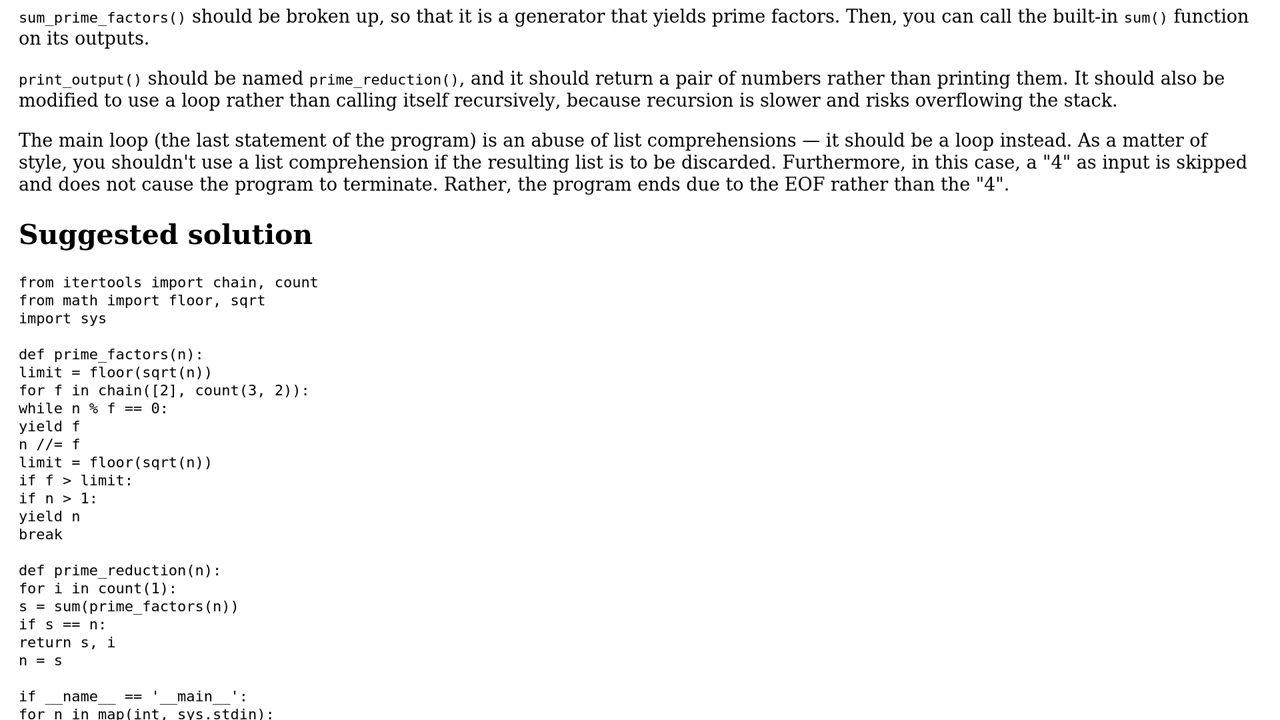 sum_prime_factors() should be broken up, so that it is a generator that yields prime factors. Then, you can call the built-in sum() function
on its outputs.
print_output() should be named prime_reduction(), and it should return a pair of numbers rather than printing them. It should also be
modified to use a loop rather than calling itself recursively, because recursion is slower and risks overflowing the stack.
The main loop (the last statement of the program) is an abuse of list comprehensions — it should be a loop instead. As a matter of
style, you shouldn't use a list comprehension if the resulting list is to be discarded. Furthermore, in this case, a "4" as input is skipped
and does not cause the program to terminate. Rather, the program ends due to the EOF rather than the "4".
Suggested solution
from itertools import chain, count
from math import floor, sqrt
import sys
def prime_factors(n):
limit = floor(sqrt(n))
for f in chain([2], count(3, 2)):
while n % f == 0:
yield f
n //= f
limit = floor(sqrt(n))
if f > limit:
if n > 1:
yield n
break
def prime_reduction(n):
for i in count(1):
s = sum(prime_factors(n))
if s == n:
return s, i
n = s
if __name__ == '__main__':
for n in map(int, sys.stdin):